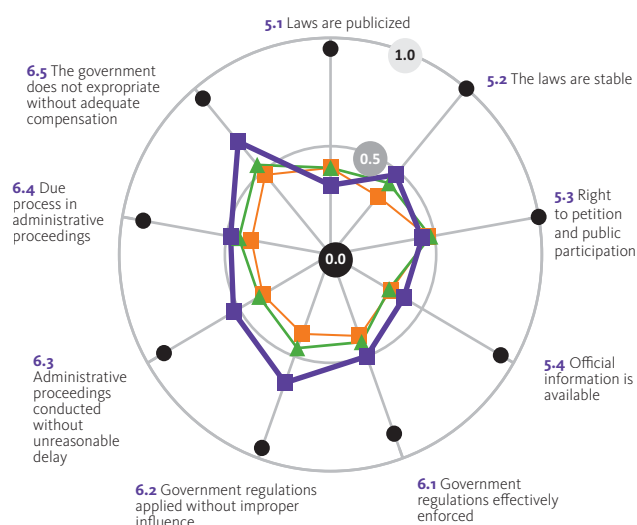 5.1 Laws are publicized
1.0
5.2 The laws are stable
0.5
5.3 Right
to petition
and public
participation
0.0
5.4 Official
information is
available
6.1 Government
regulations effectively
enforced
6.2 Government regulations
applied without improper
influence
6.3
Administrative
proceedings
conducted
without
unreasonable
delay
6.4 Due
process in
administrative
proceedings
6.5 The government
does not expropriate
without adequate
compensation